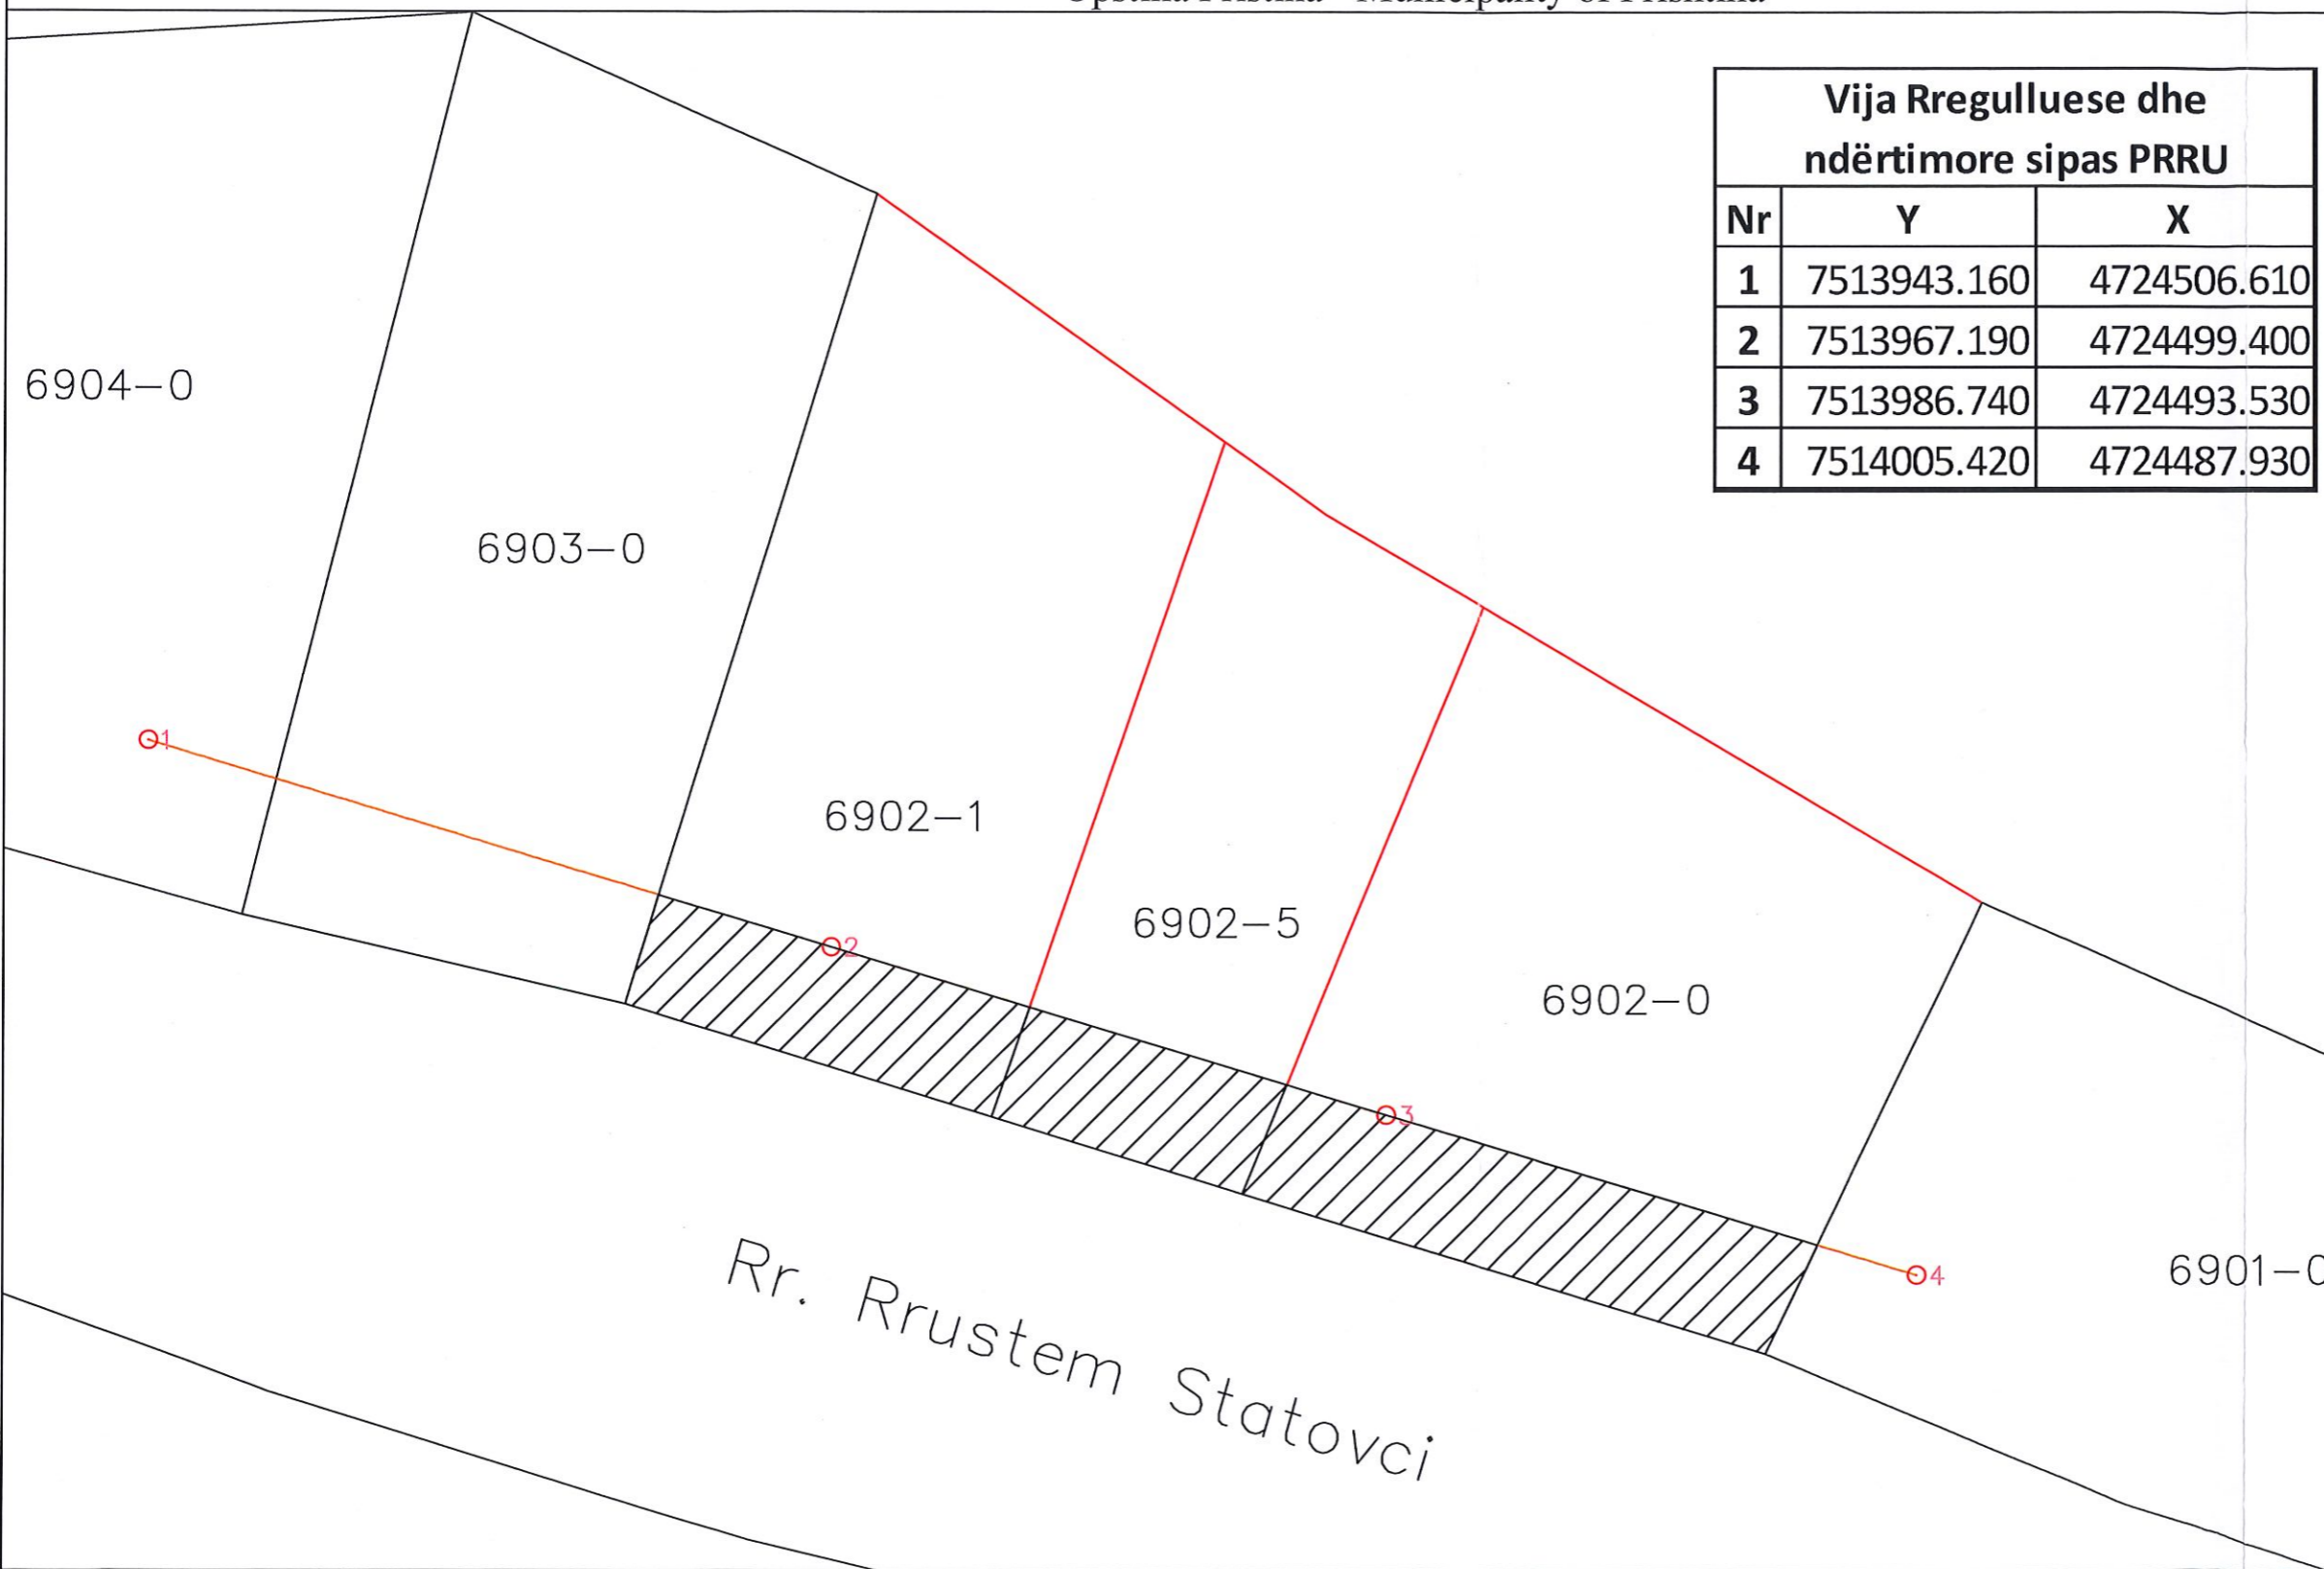 Vija Rregulluese dhe
ndërtimore sipas PRRU
Nr Y X
1 7513943.160 4724506.610
2 7513967.190 4724499.400
3 7513986.740 4724493.530
4 7514005.420 4724487.930
6904-0
6903-0
1
6902-1
6902-5
2
6902-0
3
6901-0
4
Rr. Rrustem Statovci